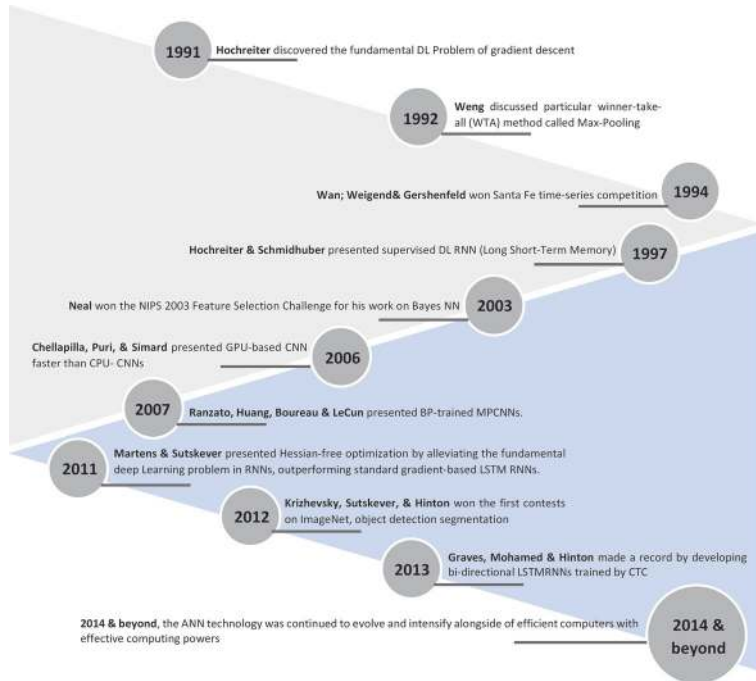 1991
Hochreiter discovered the fundamental DL Problem of gradient descent
1992
Weng discussed particular winner-take-
all (WTA) method called Max-Pooling
Wan; Weigend& Gershenfeld won Santa Fe time-series competition
1994
Hochreiter & Schmidhuber presented supervised DL RNN (Long Short-Term Memory)
1997
Neal won the NIPS 2003 Feature Selection Challenge for his work on Bayes NN
2003
Chellapilla, Puri, & Simard presented GPU-based CNN
faster than CPU- CNNs
2006
2007
Ranzato, Huang, Boureau & LeCun presented BP-trained MPCNNs.
2011
Martens & Sutskever presented Hessian-free optimization by alleviating the fundamental
deep Learning problem in RNNs, outperforming standard gradient-based LSTM RNNs.
2012
Krizhevsky, Sutskever, & Hinton won the first contests
on ImageNet, object detection segmentation
2013
Graves, Mohamed & Hinton made a record by developing
bi-directional LSTMRNNs trained by CTC
2014 & beyond, the ANN technology was continued to evolve and intensify alongside of efficient computers with
effective computing powers
2014 &
beyond